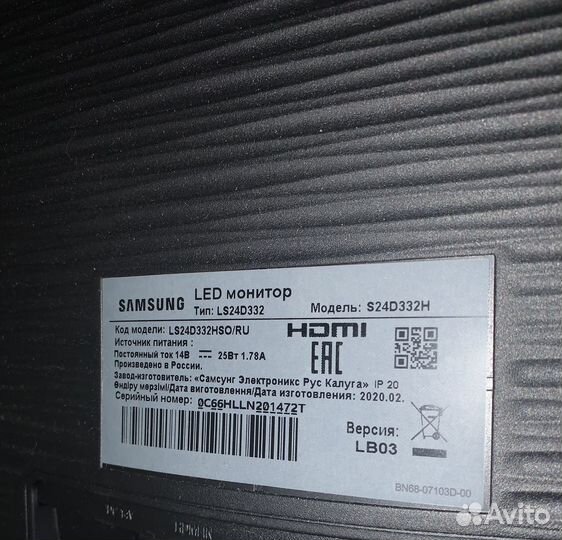 SAMSUNG LED монитор
Тип: LS24D332 Модель: S24D332H
Код модели: LS24D332HSO/RU HDMI
Источник питания :
Постоянный ток 14В 25Вт 1.78А EAC
Произведено в России.
Завод-изготовитель: «Самсунг Электроникс Рус Калуга» IP 20
Өндіру мерзімі/Дата виготовлення/Дата изготовления: 2020.02.
Серийный номер: 0C66HLLN201472T
Версия:
LB03
BN68-07103D-00
Avito